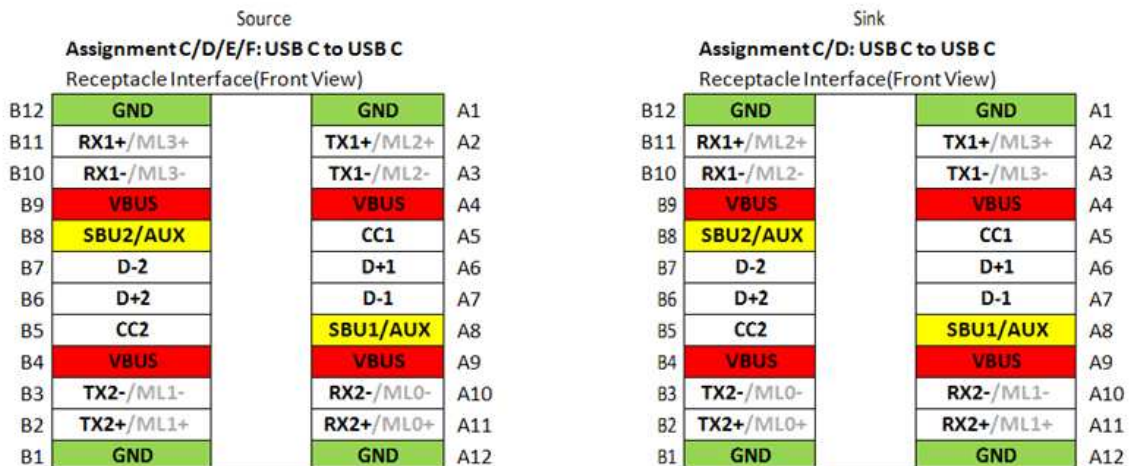 Source
Assignment C/D/E/F: USB C to USB C
Receptacle Interface(Front View)
B12 GND GND A1
B11 RX1+/ML3+ TX1+/ML2+ A2
B10 RX1-/ML3- TX1-/ML2- A3
B9 VBUS VBUS A4
B8 SBU2/AUX CC1 A5
B7 D-2 D+1 A6
B6 D+2 D-1 A7
B5 CC2 SBU1/AUX A8
B4 VBUS VBUS A9
B3 TX2-/ML1- RX2-/ML0- A10
B2 TX2+/ML1+ RX2+/ML0+ A11
B1 GND GND A12
Sink
Assignment C/D: USB C to USB C
Receptacle Interface(Front View)
B12 GND GND A1
B11 RX1+/ML2+ TX1+/ML3+ A2
B10 RX1-/ML2- TX1-/ML3- A3
B9 VBUS VBUS A4
B8 SBU2/AUX CC1 A5
B7 D-2 D+1 A6
B6 D+2 D-1 A7
B5 CC2 SBU1/AUX A8
B4 VBUS VBUS A9
B3 TX2-/ML0- RX2-/ML1- A10
B2 TX2+/ML0+ RX2+/ML1+ A11
B1 GND GND A12